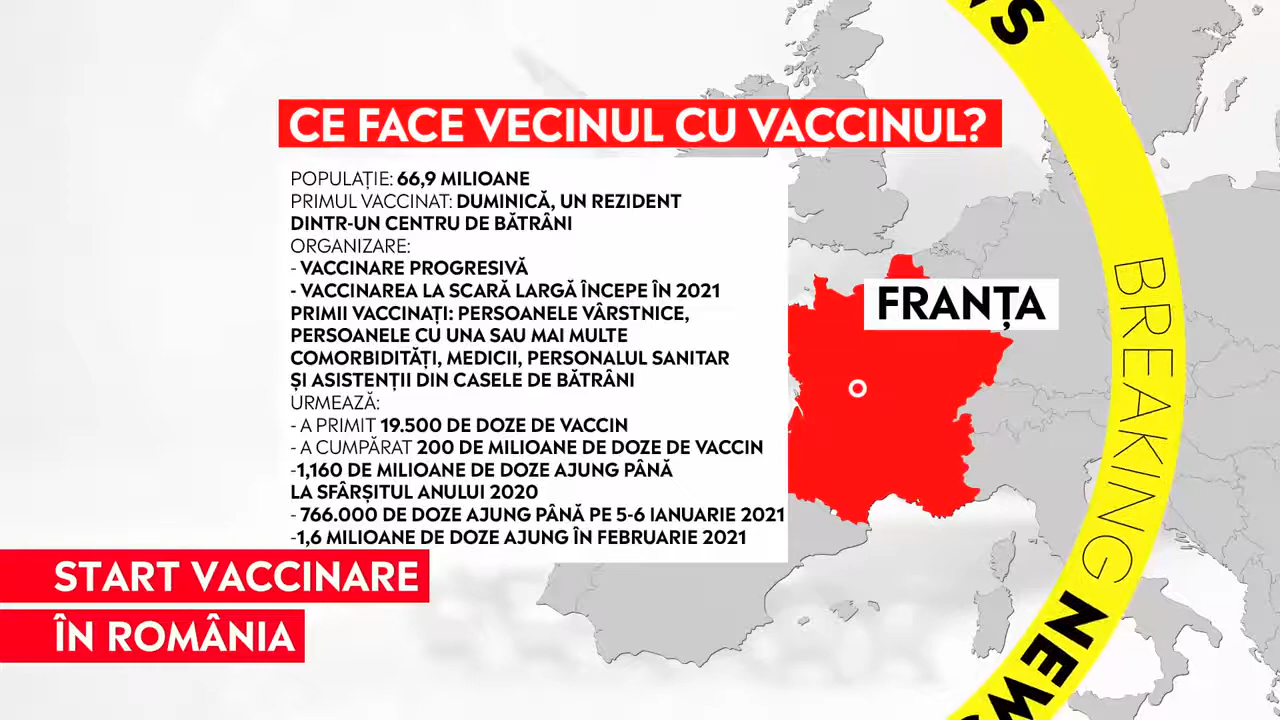 CE FACE VECINUL CU VACCINUL?
POPULAȚIE: 66,9 MILIOANE
PRIMUL VACCINAT: DUMINICĂ, UN REZIDENT
DINTR-UN CENTRU DE BĂTRÂNI
ORGANIZARE:
- VACCINARE PROGRESIVĂ
- VACCINAREA LA SCARĂ LARGĂ ÎNCEPE ÎN 2021
PRIMII VACCINAȚI: PERSOANELE VÂRSTNICE,
PERSOANELE CU UNA SAU MAI MULTE
COMORBIDITĂȚI, MEDICII, PERSONALUL SANITAR
ȘI ASISTENȚII DIN CASELE DE BĂTRÂNI
URMEAZĂ:
- A PRIMIT 19.500 DE DOZE DE VACCIN
- A CUMPĂRAT 200 DE MILIOANE DE DOZE DE VACCIN
-1,160 DE MILIOANE DE DOZE AJUNG PÂNĂ
LA SFÂRȘITUL ANULUI 2020
- 766.000 DE DOZE AJUNG PÂNĂ PE 5-6 IANUARIE 2021
-1,6 MILIOANE DE DOZE AJUNG ÎN FEBRUARIE 2021
FRANȚA
START VACCINARE
ÎN ROMÂNIA
WS
BREAKING NEWS